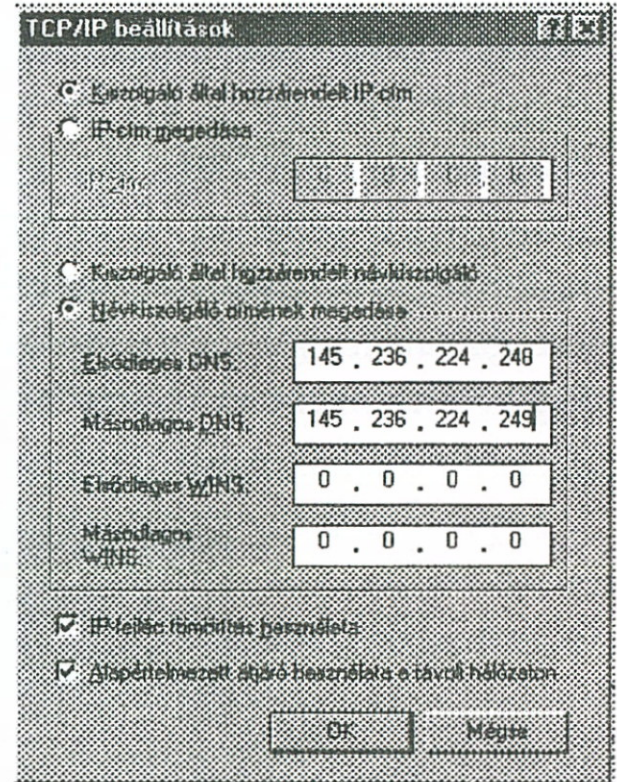 TCP/IP beállítások
Kiszolgáló által hozzárendelt IP-cím
IP-cím megadása
IP-cím:
0 . 0 . 0 . 0
Kiszolgáló által hozzárendelt névkiszolgáló
Névkiszolgáló címének megadása
Elsődleges DNS:
145 . 236 . 224 . 248
Másodlagos DNS:
145 . 236 . 224 . 249
Elsődleges WINS:
0 . 0 . 0 . 0
Másodlagos WINS:
0 . 0 . 0 . 0
IP-fejléc tömörítés használata
Alapértelmezett átjáró használata a távoli hálózaton
OK
Mégse